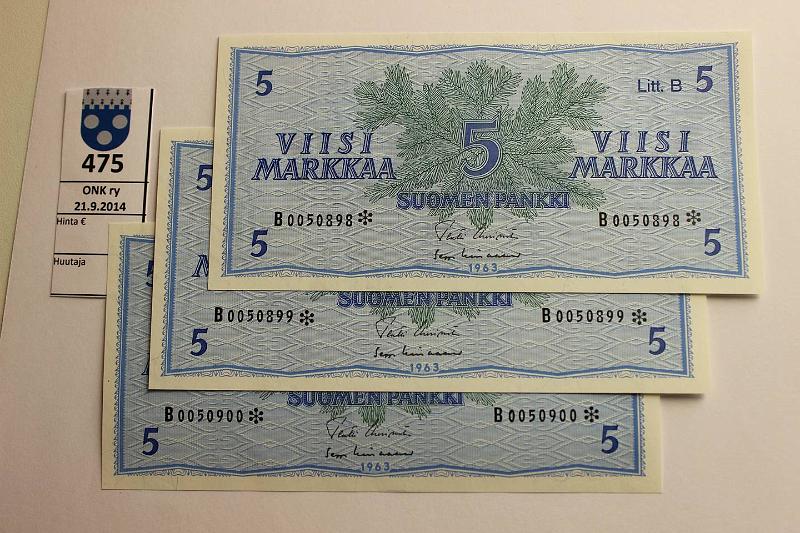 475
ONK ry
21.9.2014
Hinta €
Huutaja
5 Litt. B 5
VIISI 5 VIISI
MARKKAA MARKKAA
SUOMEN PANKKI
B0050898* B0050898*
5 5
1963
5
SUOMEN PANKKI
B0050899* B0050899*
5 5
1963
SUOMEN PANKKI
B0050900* B0050900*
5 5
1963